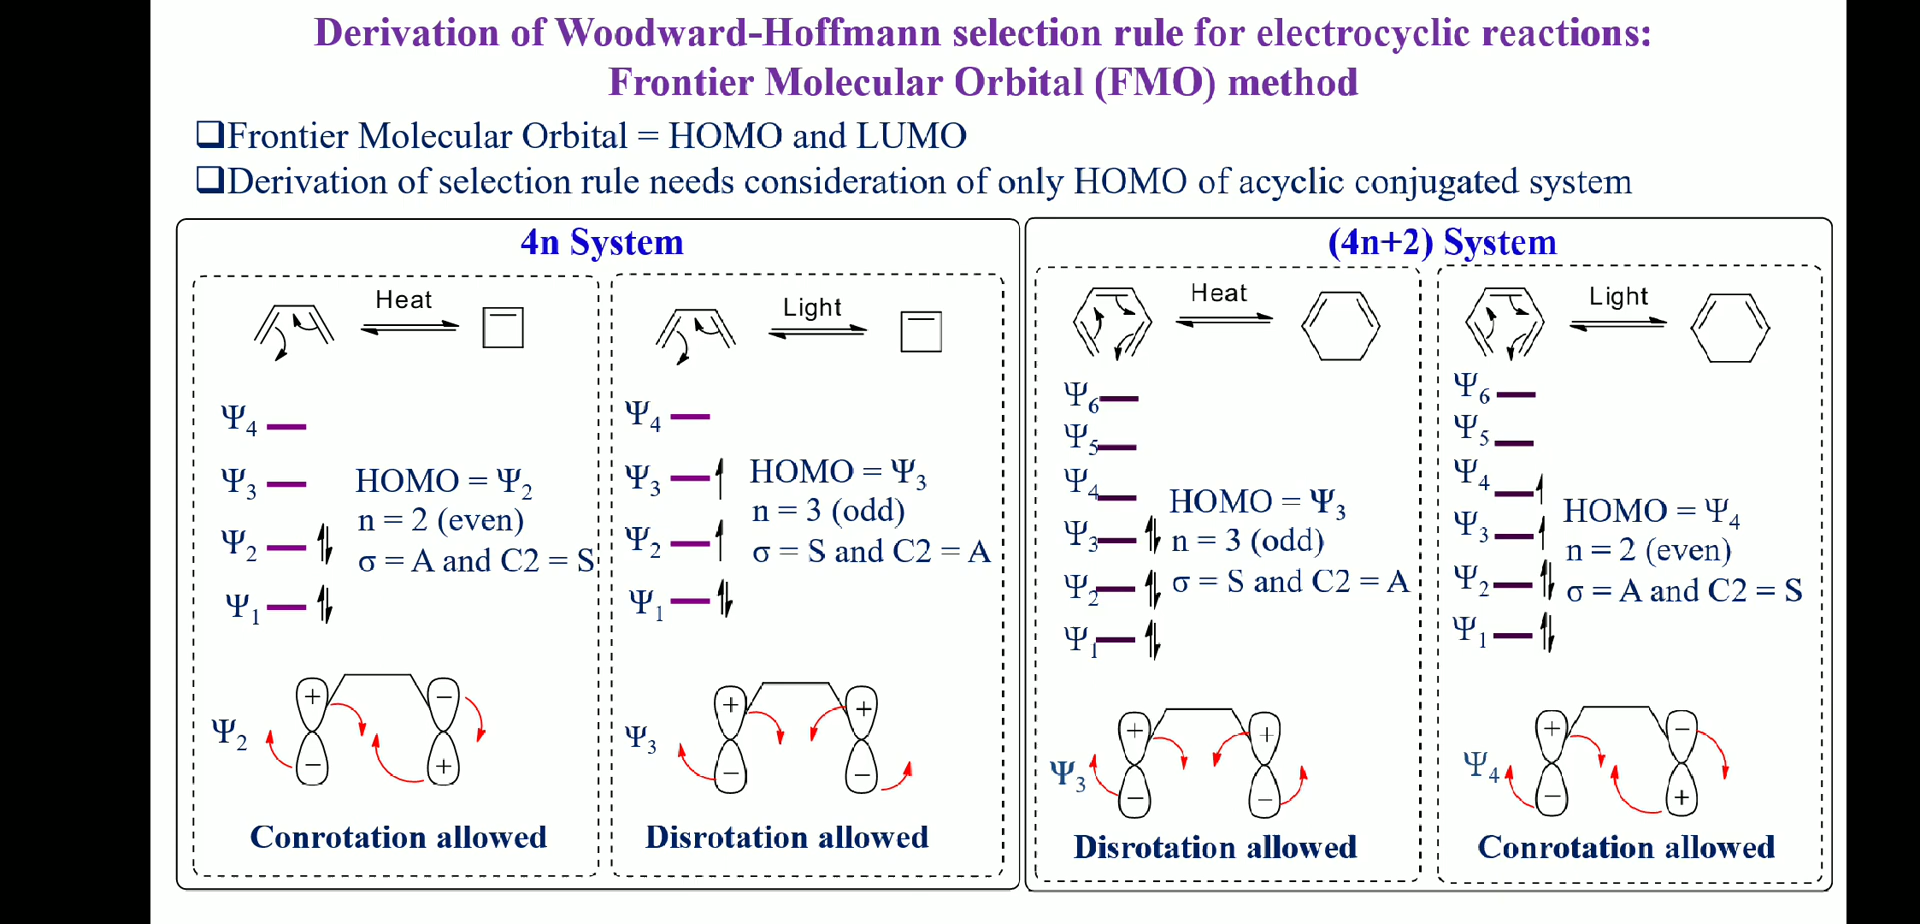 Derivation of Woodward-Hoffmann selection rule for electrocyclic reactions:
Frontier Molecular Orbital (FMO) method
❑Frontier Molecular Orbital = HOMO and LUMO
❑Derivation of selection rule needs consideration of only HOMO of acyclic conjugated system
4n System
Heat
Ψ4
Ψ3
Ψ2
Ψ1
HOMO = Ψ2
n = 2 (even)
σ = A and C2 = S
Ψ2
+
−
−
+
Conrotation allowed
Light
Ψ4
Ψ3
Ψ2
Ψ1
HOMO = Ψ3
n = 3 (odd)
σ = S and C2 = A
Ψ3
+
+
−
−
Disrotation allowed
(4n+2) System
Heat
Ψ6
Ψ5
Ψ4
Ψ3
Ψ2
Ψ1
HOMO = Ψ3
n = 3 (odd)
σ = S and C2 = A
Ψ3
+
+
−
−
Disrotation allowed
Light
Ψ6
Ψ5
Ψ4
Ψ3
Ψ2
Ψ1
HOMO = Ψ4
n = 2 (even)
σ = A and C2 = S
Ψ4
+
−
−
+
Conrotation allowed